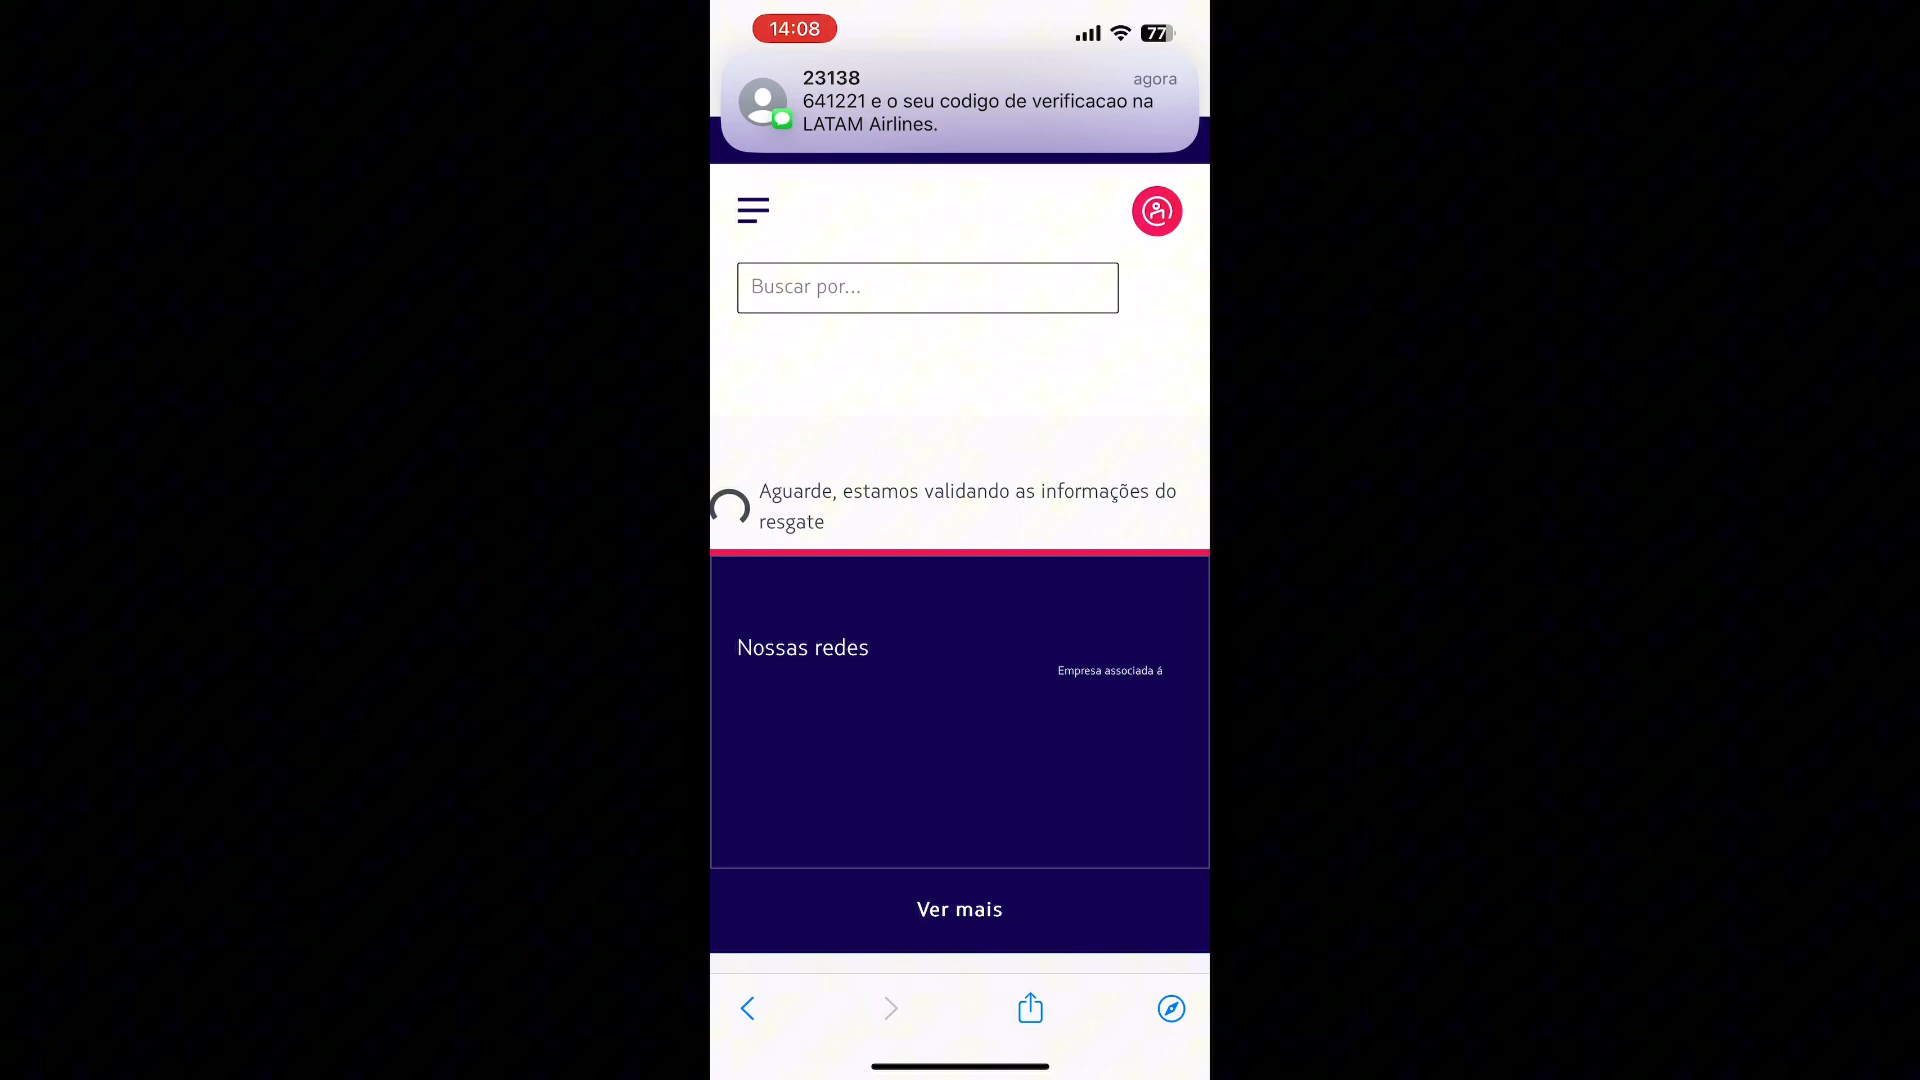 14:08
77
23138
agora
641221 e o seu codigo de verificacao na
LATAM Airlines.
Buscar por...
Aguarde, estamos validando as informações do
resgate
Nossas redes
Empresa associada á
Ver mais